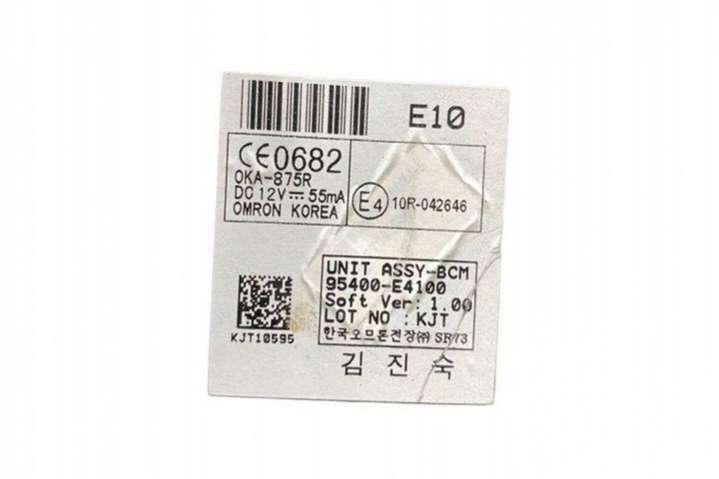 E10
CE0682
OKA-875R
DC 12V⎓55mA
OMRON KOREA
E4 10R-042646
UNIT ASSY-BCM
95400-E4100
Soft Ver: 1.00
LOT NO : KJT
한국오므론전장㈜ SR73
KJT10595
김진숙